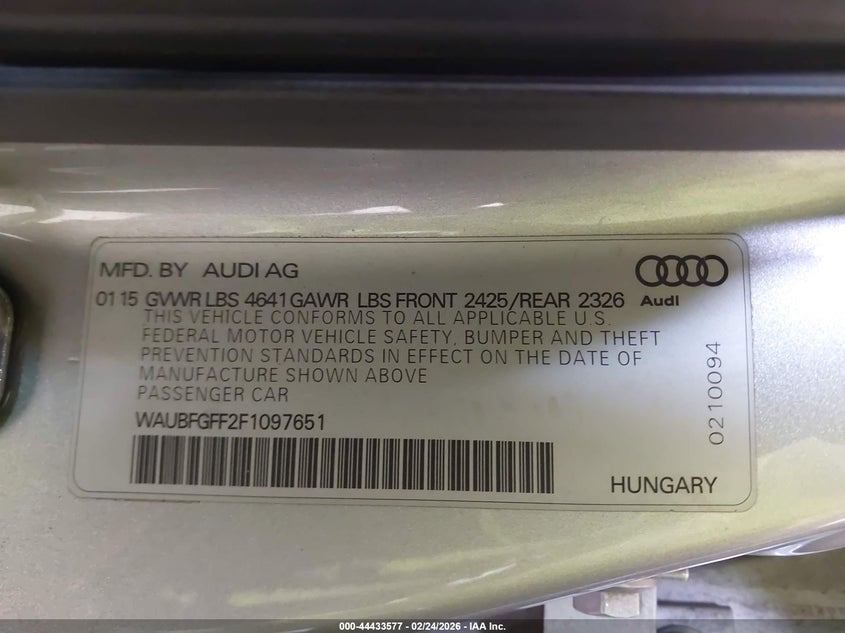 MFD. BY AUDI AG
Audi
01 15 GVWR LBS 4641 GAWR LBS FRONT 2425/REAR 2326
THIS VEHICLE CONFORMS TO ALL APPLICABLE U.S.
FEDERAL MOTOR VEHICLE SAFETY, BUMPER AND THEFT
PREVENTION STANDARDS IN EFFECT ON THE DATE OF
MANUFACTURE SHOWN ABOVE
PASSENGER CAR
WAUBFGFF2F1097651
0210094
HUNGARY
000-44433577 — 02/24/2026 — IAA Inc.